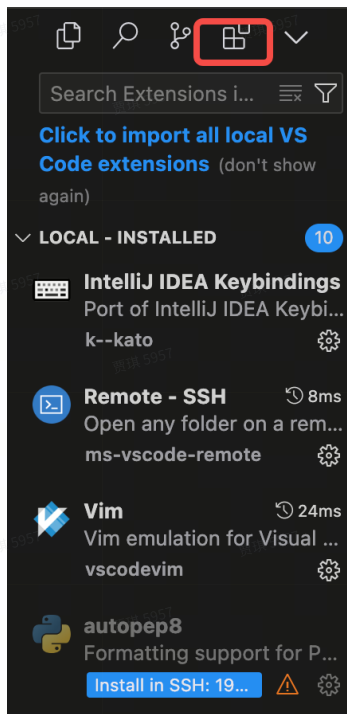 Search Extensions i...
Click to import all local VS
Code extensions (don't show
again)
LOCAL - INSTALLED 10
IntelliJ IDEA Keybindings
Port of IntelliJ IDEA Keybi...
k--kato
Remote - SSH 8ms
Open any folder on a rem...
ms-vscode-remote
Vim 24ms
Vim emulation for Visual ...
vscodevim
autopep8
Formatting support for P...
Install in SSH: 19...